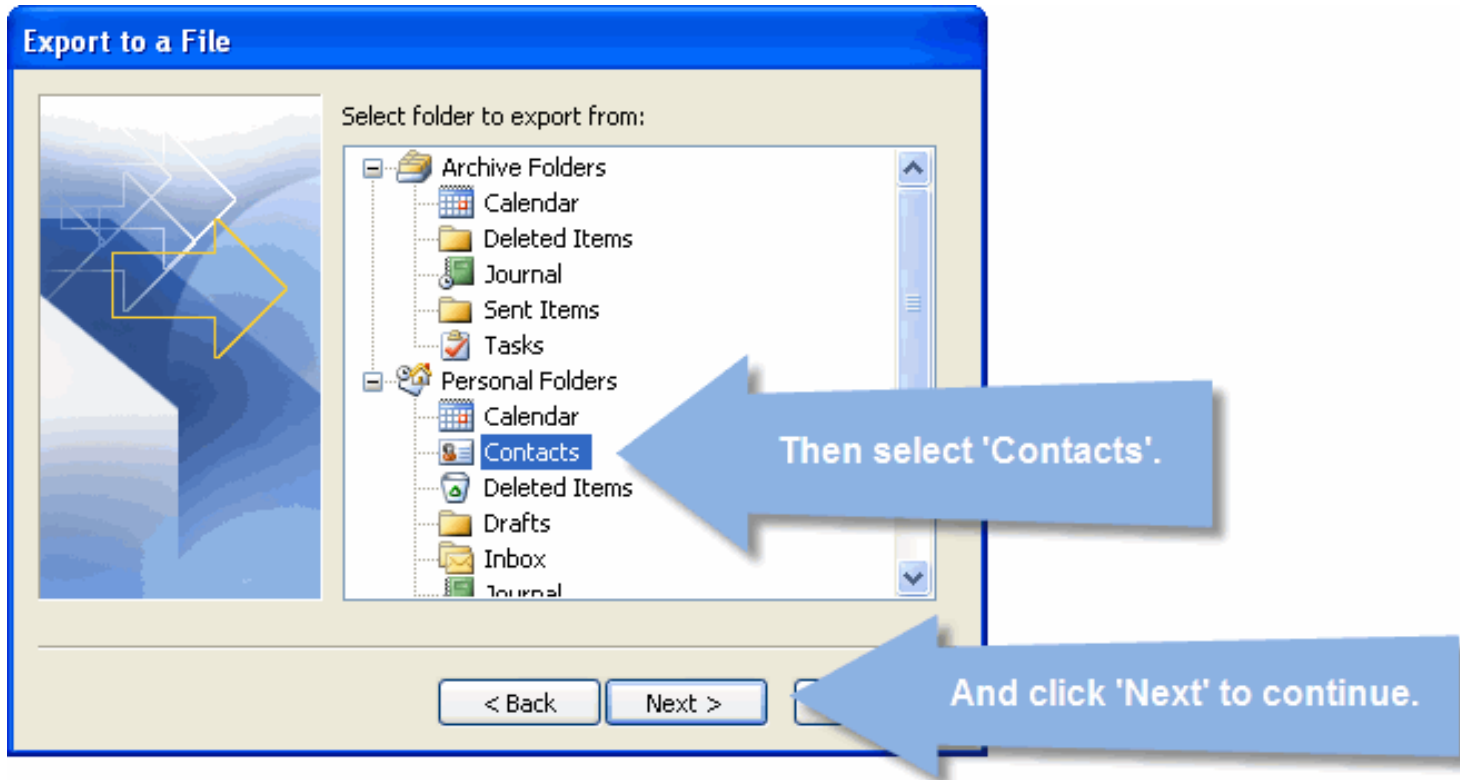 Export to a File
Select folder to export from:
Archive Folders
Calendar
Deleted Items
Journal
Sent Items
Tasks
Personal Folders
Calendar
Contacts
Then select 'Contacts'.
Deleted Items
Drafts
Inbox
Journal
< Back
Next >
And click 'Next' to continue.